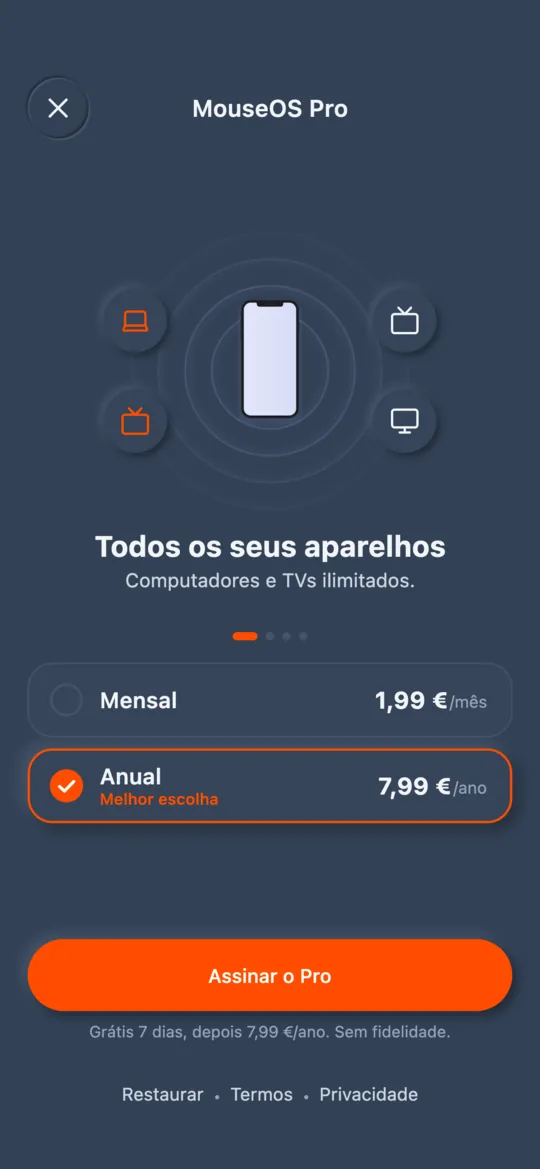 MouseOS Pro
Todos os seus aparelhos
Computadores e TVs ilimitados.
Mensal 1,99 €/mês
Anual 7,99 €/ano
Melhor escolha
Assinar o Pro
Grátis 7 dias, depois 7,99 €/ano. Sem fidelidade.
Restaurar • Termos • Privacidade